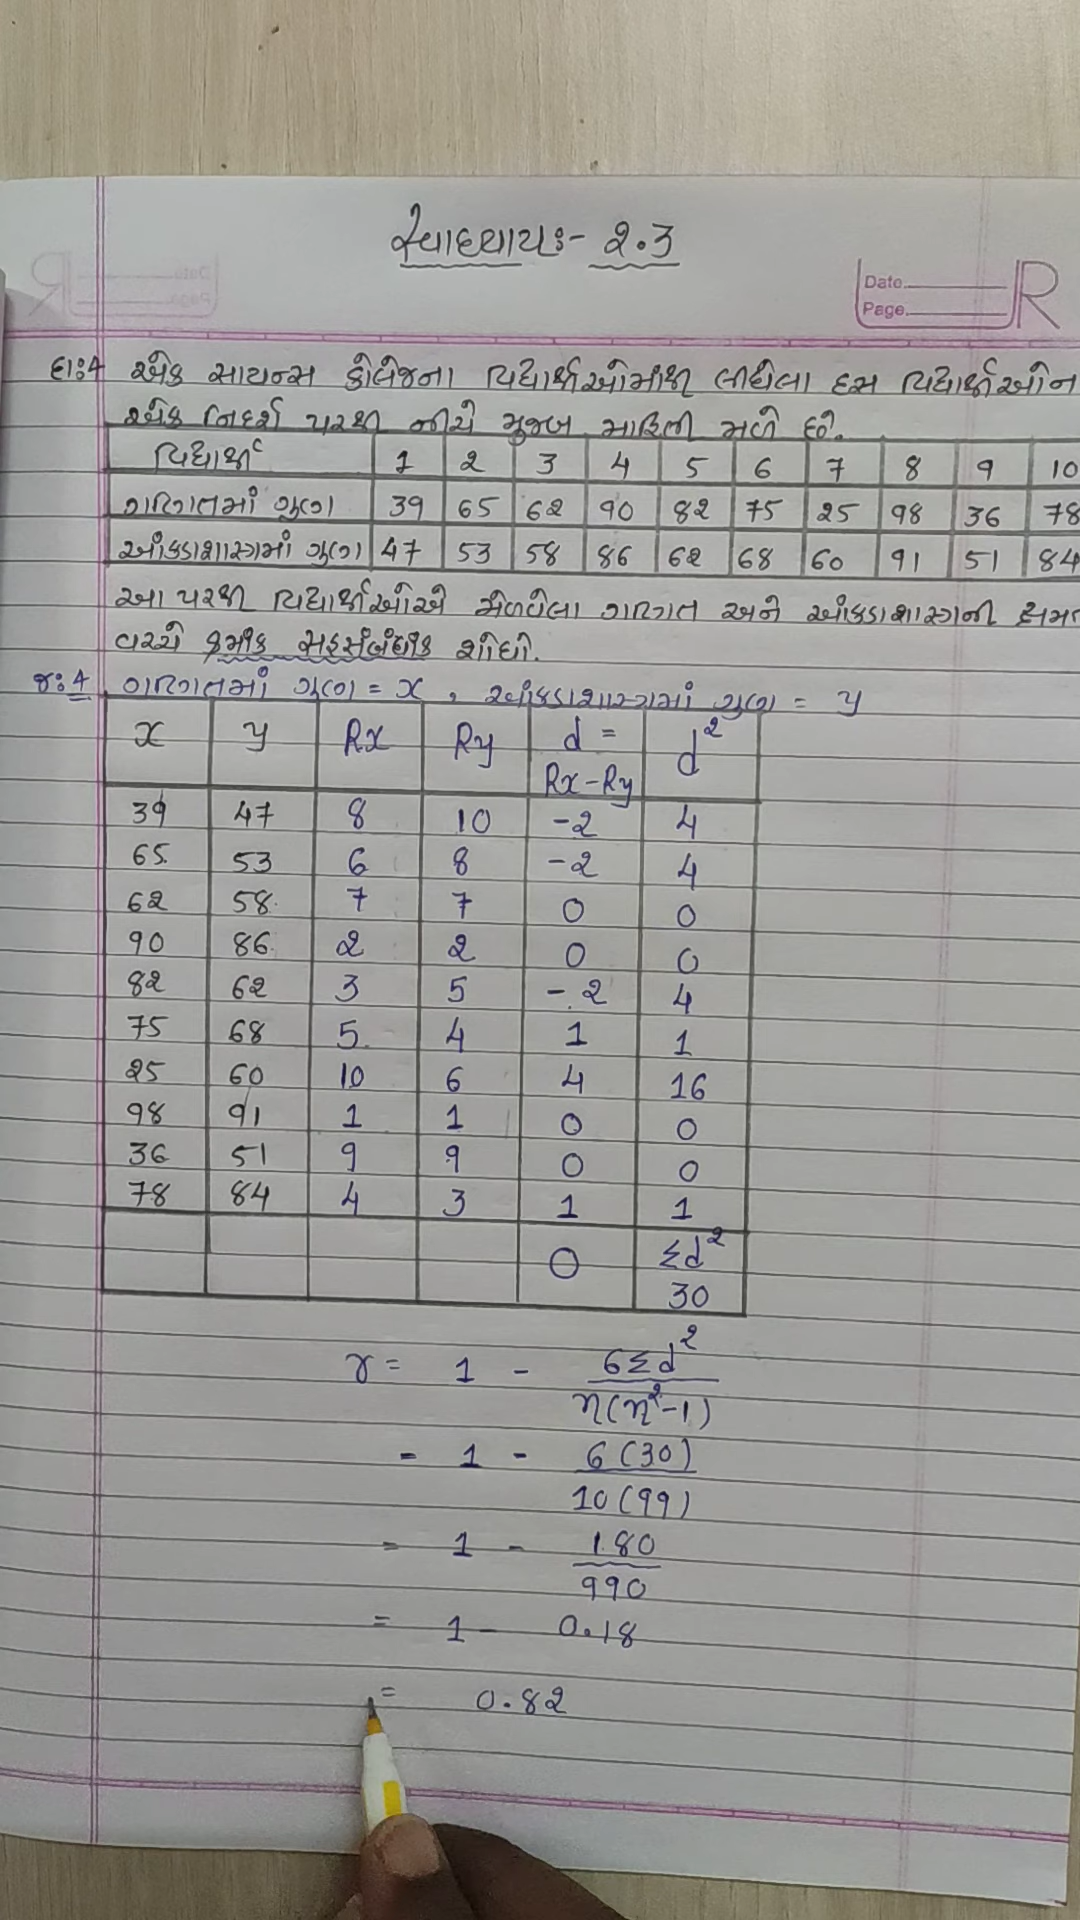 સ્વાધ્યાય:- 2.3
Date
Page
R
દા:4 એક સાયન્સ કોલેજના વિદ્યાર્થીઓમાંથી લીધેલા દસ વિદ્યાર્થીઓન
એક નિદર્શ પરથી નીચે મુજબ માહિતી મળે છે.
વિદ્યાર્થી 1 2 3 4 5 6 7 8 9 10
ગણિતમાં ગુણ 39 65 62 90 82 75 25 98 36 78
આંકડાશાસ્ત્રમાં ગુણ 47 53 58 86 62 68 60 91 51 84
આ પરથી વિદ્યાર્થીઓએ મેળવેલા ગણિત અને આંકડાશાસ્ત્રની
વચ્ચે ક્રમાંક સહસંબંધાંક શોધો.
જ:4 ગણિતમાં ગુણ = x, આંકડાશાસ્ત્રમાં ગુણ = y
x y Rx Ry d = Rx-Ry d²
39 47 8 10 -2 4
65 53 6 8 -2 4
62 58 7 7 0 0
90 86 2 2 0 0
82 62 3 5 -2 4
75 68 5 4 1 1
25 60 10 6 4 16
98 91 1 1 0 0
36 51 9 9 0 0
78 84 4 3 1 1
0 Σd²
30
r = 1 - 6Σd²
n(n²-1)
= 1 - 6(30)
10(99)
= 1 - 180
990
= 1 - 0.18
= 0.82